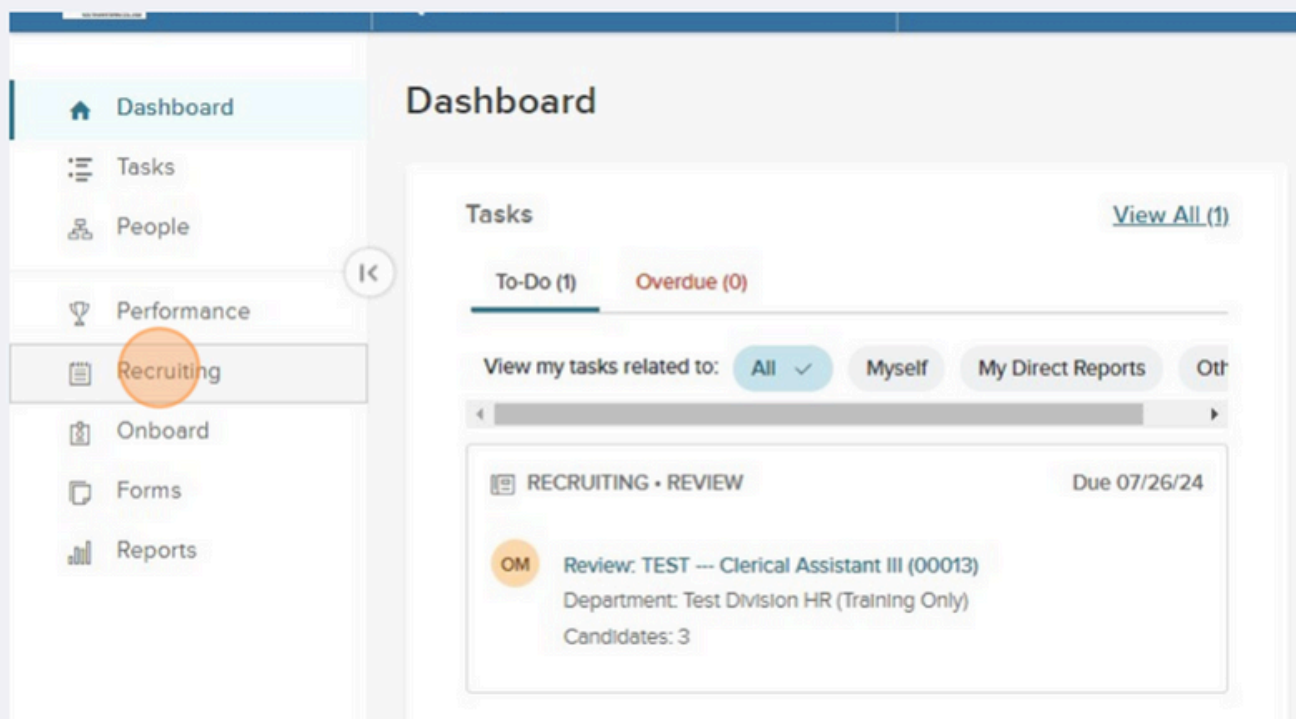 Dashboard
Tasks
People
Performance
Recruiting
Onboard
Forms
Reports
Dashboard
Tasks
View All (1)
To-Do (1)
Overdue (0)
View my tasks related to:
All
Myself
My Direct Reports
Oth
RECRUITING • REVIEW
Due 07/26/24
OM
Review: TEST --- Clerical Assistant III (00013)
Department: Test Division HR (Training Only)
Candidates: 3